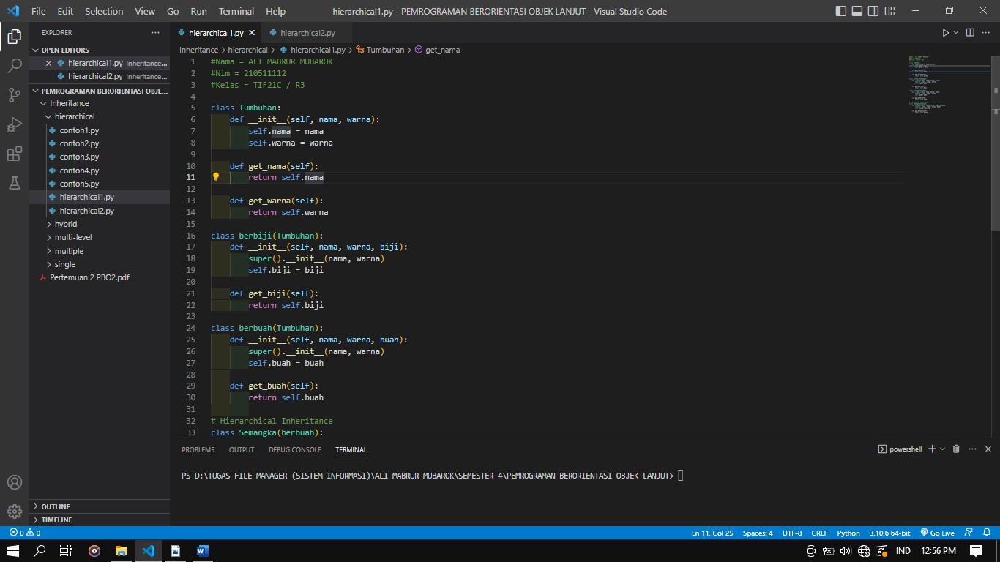 File Edit Selection View Go Run Terminal Help hierarchical1.py - PEMROGRAMAN BERORIENTASI OBJEK LANJUT - Visual Studio Code
EXPLORER
OPEN EDITORS
hierarchical1.py Inheritance...
hierarchical2.py Inheritance...
PEMROGRAMAN BERORIENTASI OBJE...
Inheritance
hierarchical
contoh1.py
contoh2.py
contoh3.py
contoh4.py
contoh5.py
hierarchical1.py
hierarchical2.py
hybrid
multi-level
multiple
single
Pertemuan 2 PBO2.pdf
OUTLINE
TIMELINE
hierarchical1.py hierarchical2.py
Inheritance > hierarchical > hierarchical1.py > Tumbuhan > get_nama
1 #Nama = ALI MABRUR MUBAROK
2 #Nim = 210511112
3 #Kelas = TIF21C / R3
4
5 class Tumbuhan:
6     def __init__(self, nama, warna):
7         self.nama = nama
8         self.warna = warna
9
10     def get_nama(self):
11         return self.nama
12
13     def get_warna(self):
14         return self.warna
15
16 class berbiji(Tumbuhan):
17     def __init__(self, nama, warna, biji):
18         super().__init__(nama, warna)
19         self.biji = biji
20
21     def get_biji(self):
22         return self.biji
23
24 class berbuah(Tumbuhan):
25     def __init__(self, nama, warna, buah):
26         super().__init__(nama, warna)
27         self.buah = buah
28
29     def get_buah(self):
30         return self.buah
31
32 # Hierarchical Inheritance
33 class Semangka(berbuah):
PROBLEMS OUTPUT DEBUG CONSOLE TERMINAL powershell
PS D:\TUGAS FILE MANAGER (SISTEM INFORMASI)\ALI MABRUR MUBAROK\SEMESTER 4\PEMROGRAMAN BERORIENTASI OBJEK LANJUT>
0 0 Ln 11, Col 25 Spaces: 4 UTF-8 CRLF Python 3.10.6 64-bit Go Live
IND 12:56 PM